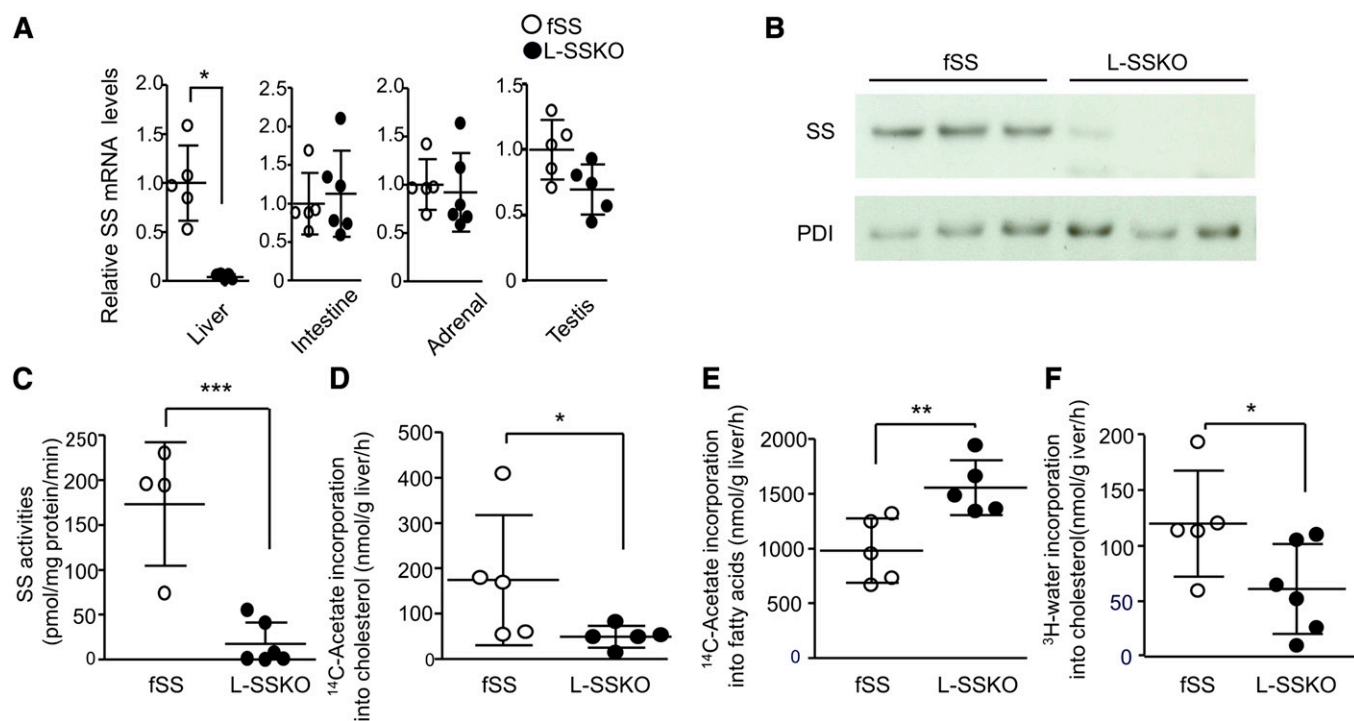 A
fSS
L-SSKO
Relative SS mRNA levels
2.0
1.5
1.0
0.5
0
*
Liver
2.5
2.0
1.5
1.0
0.5
0
Intestine
2.0
1.5
1.0
0.5
0
Adrenal
1.5
1.0
0.5
0
Testis
B
fSS L-SSKO
SS
PDI
C
SS activities
(pmol/mg protein/min)
250
200
150
100
50
0
***
fSS L-SSKO
D
14C-Acetate incorporation
into cholesterol (nmol/g liver/h)
500
400
300
200
100
0
*
fSS L-SSKO
E
14C-Acetate incorporation
into fatty acids (nmol/g liver/h)
2000
1500
1000
500
0
**
fSS L-SSKO
F
3H-water incorporation
into cholesterol(nmol/g iver/h)
200
150
100
50
0
*
fSS L-SSKO